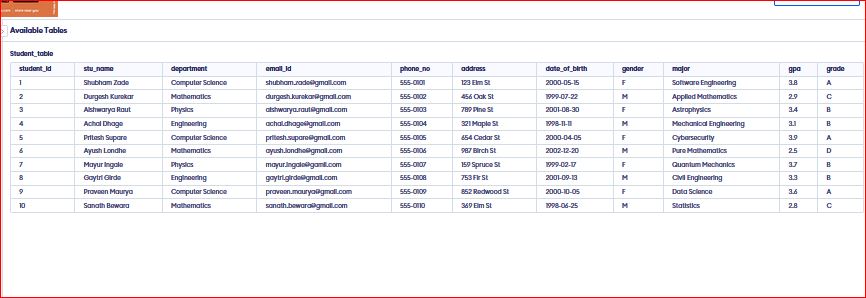 Available Tables
Student_table
student_id stu_name department email_id phone_no address date_of_birth gender major gpa grade
1 Shubham Zade Computer Science shubham.zade@gmail.com 555-0101 123 Elm St 2000-05-15 F Software Engineering 3.8 A
2 Durgesh Kurekar Mathematics durgesh.kurekar@gmail.com 555-0102 456 Oak St 1999-07-22 M Applied Mathematics 2.9 C
3 Aishwarya Raut Physics aishwarya.raut@gmail.com 555-0103 789 Pine St 2001-08-30 F Astrophysics 3.4 B
4 Achal Dhage Engineering achal.dhage@gmail.com 555-0104 321 Maple St 1998-11-11 M Mechanical Engineering 3.1 B
5 Pritesh Supare Computer Science pritesh.supare@gmail.com 555-0105 654 Cedar St 2000-04-05 F Cybersecurity 3.9 A
6 Ayush Londhe Mathematics ayush.londhe@gmail.com 555-0106 987 Birch St 2002-12-20 M Pure Mathematics 2.5 D
7 Mayur Ingale Physics mayur.ingale@gamil.com 555-0107 159 Spruce St 1999-02-17 F Quantum Mechanics 3.7 B
8 Gaytri Girde Engineering gaytri.girde@gmail.com 555-0108 753 Fir St 2001-09-13 M Civil Engineering 3.3 B
9 Praveen Maurya Computer Science praveen.maurya@gmail.com 555-0109 852 Redwood St 2000-10-05 F Data Science 3.6 A
10 Sanath Bewara Mathematics sanath.bewara@gmail.com 555-0110 369 Elm St 1998-06-25 M Statistics 2.8 C